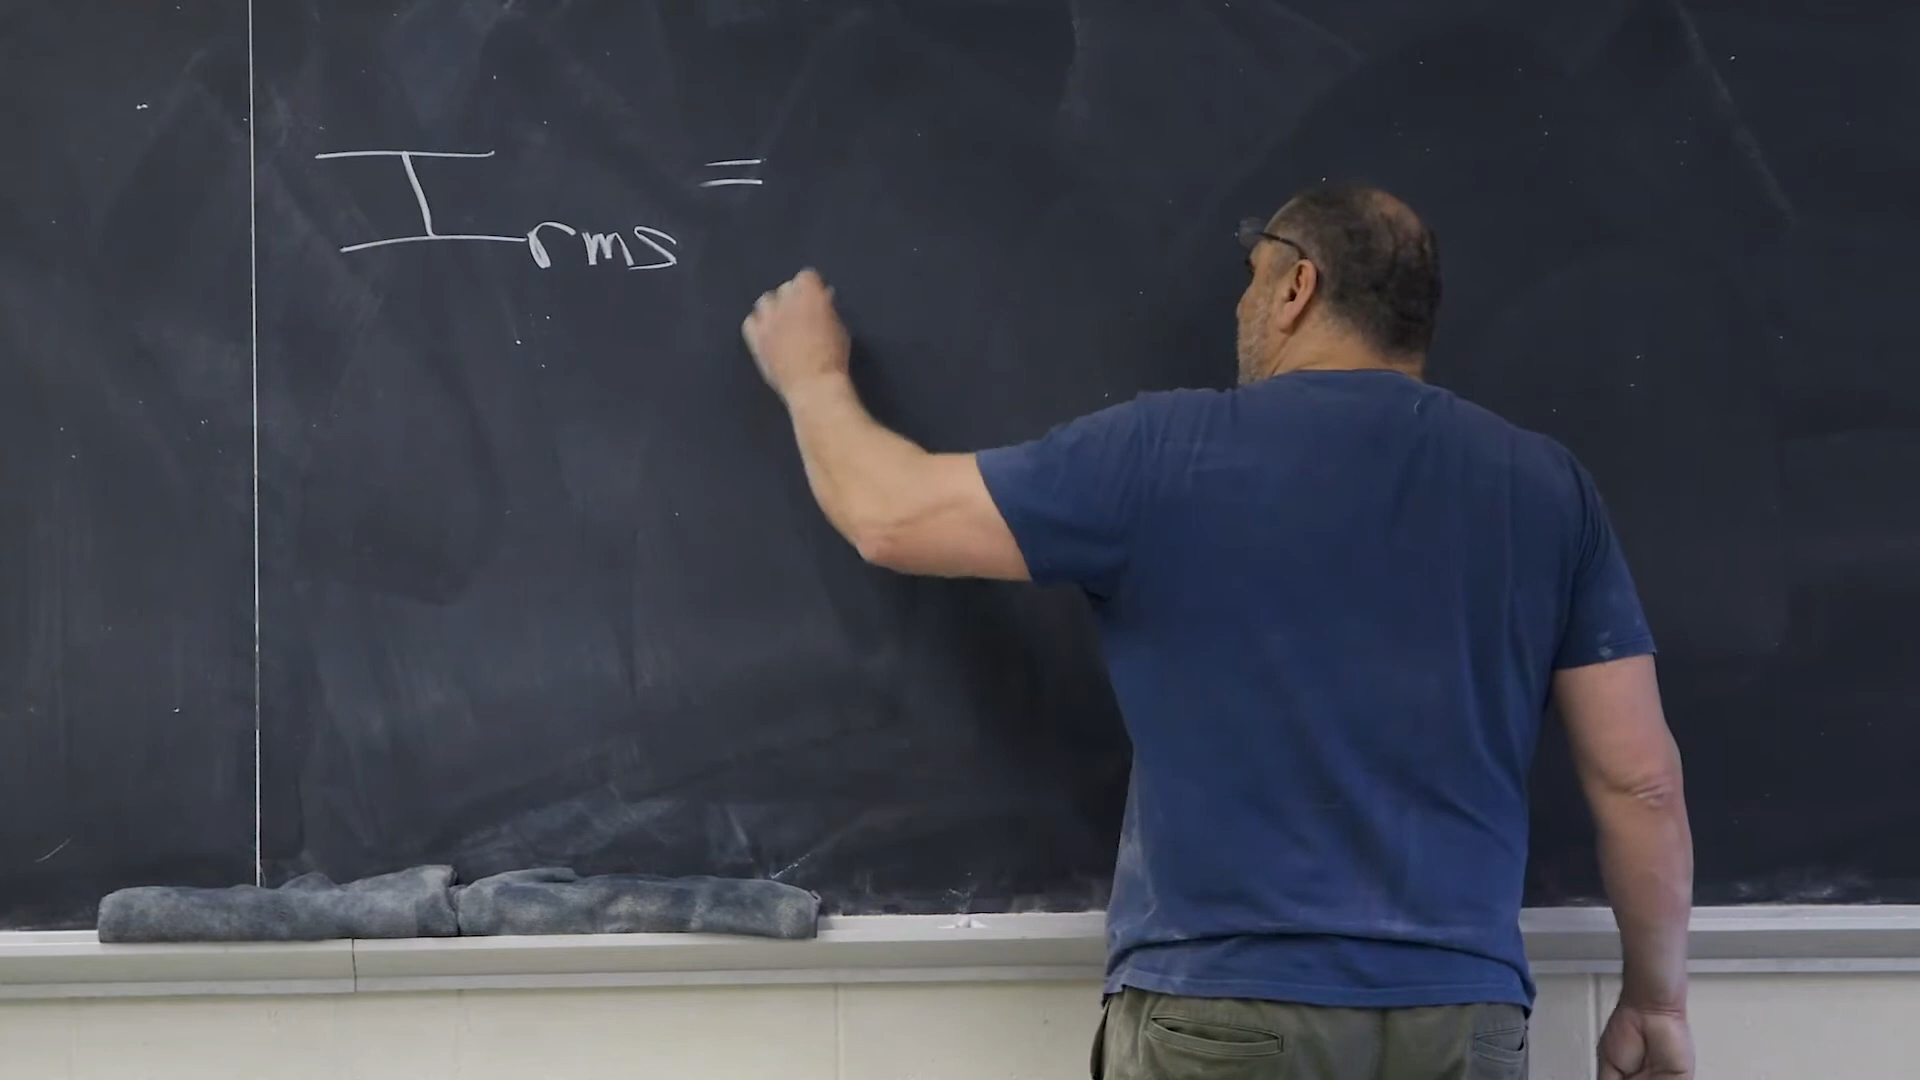 Irms =